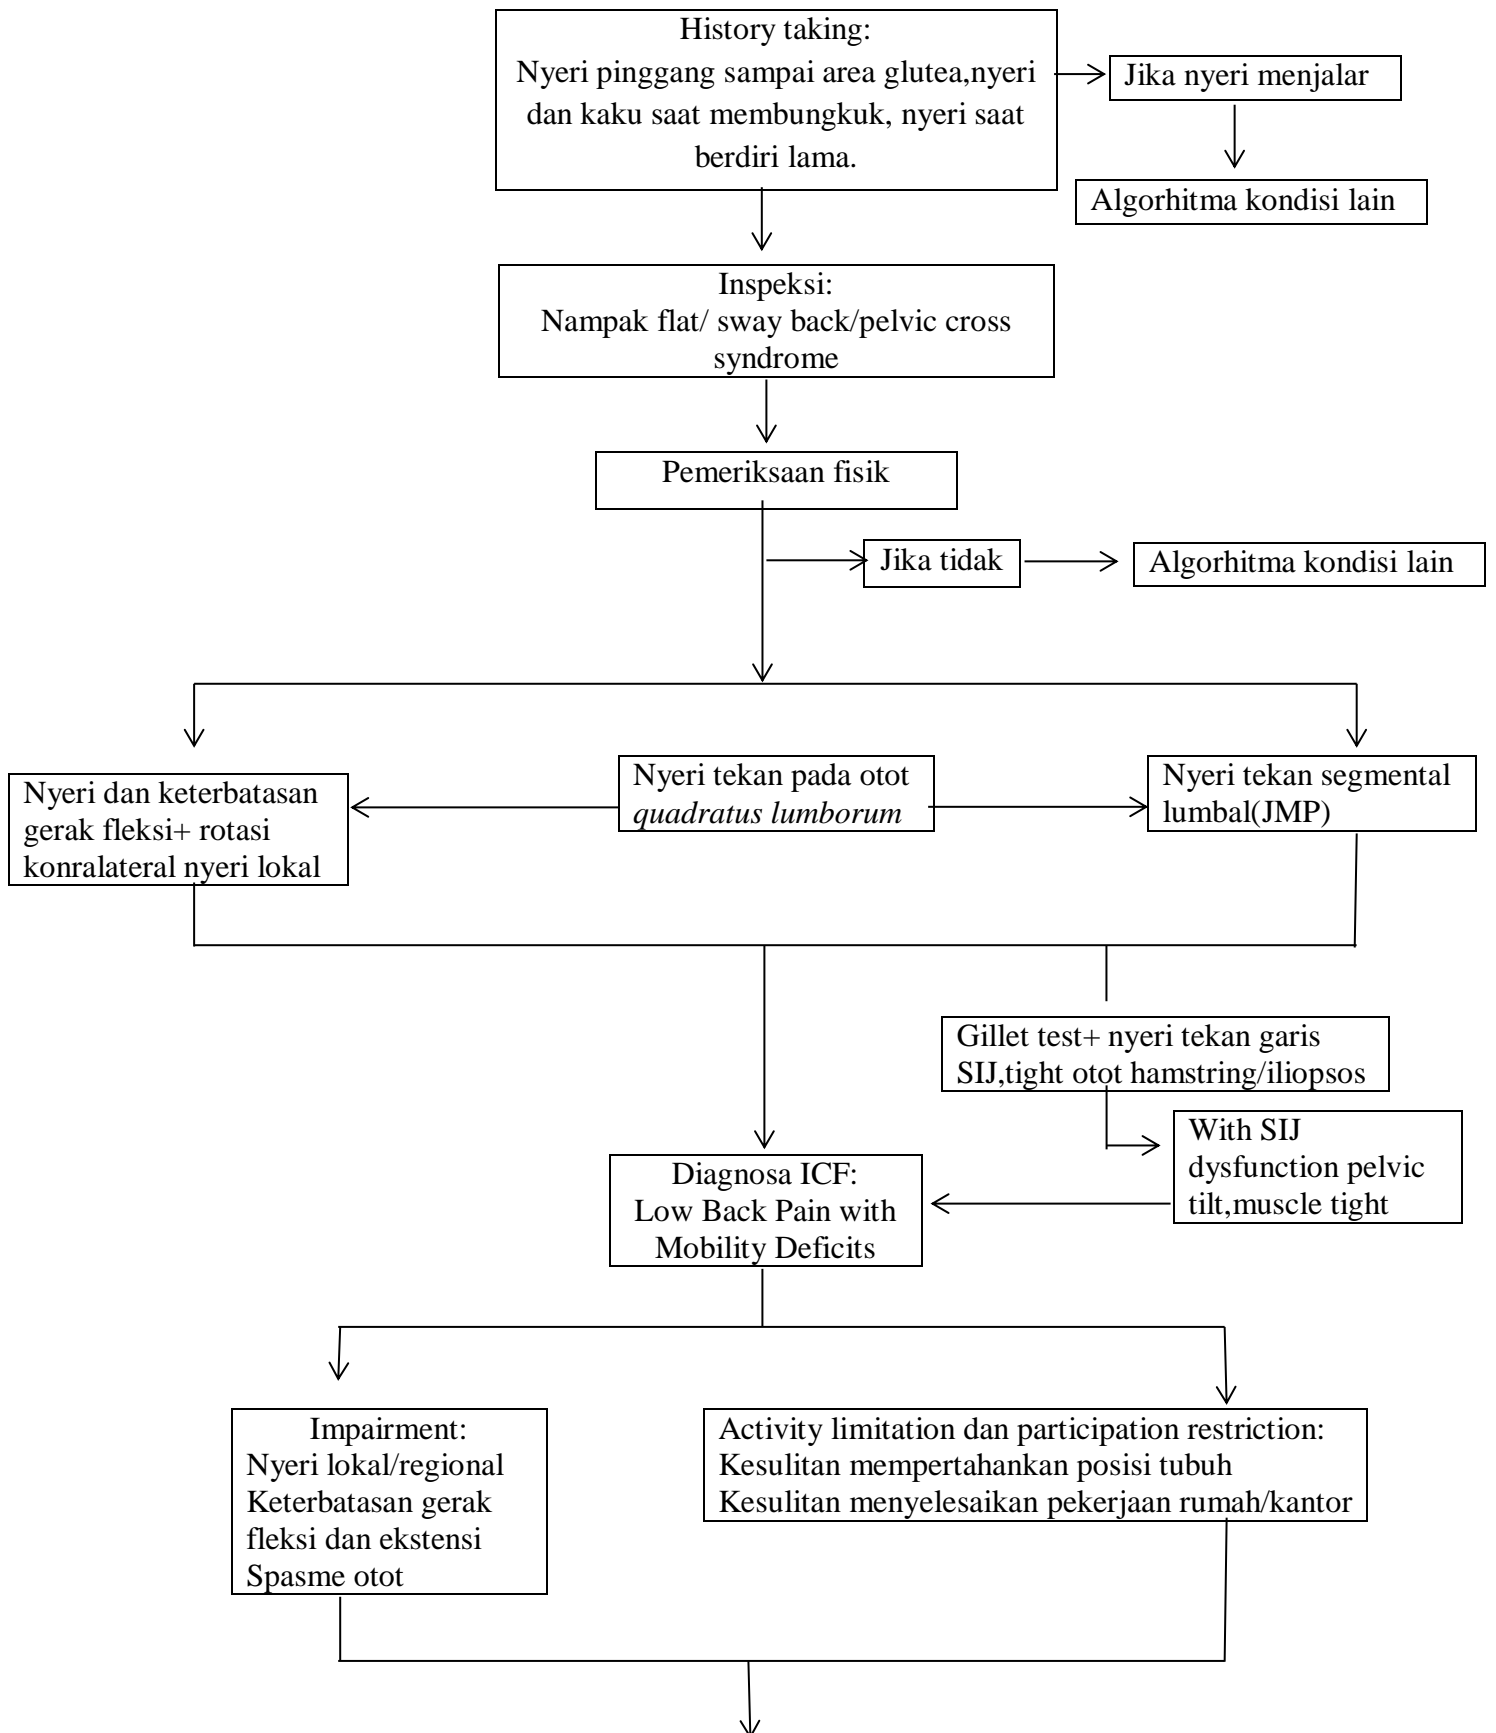 History taking:
Nyeri pinggang sampai area glutea,nyeri
dan kaku saat membungkuk, nyeri saat
berdiri lama.
Jika nyeri menjalar
Algorhitma kondisi lain
Inspeksi:
Nampak flat/ sway back/pelvic cross
syndrome
Pemeriksaan fisik
Jika tidak
Algorhitma kondisi lain
Nyeri dan keterbatasan
gerak fleksi+ rotasi
konralateral nyeri lokal
Nyeri tekan pada otot
quadratus lumborum
Nyeri tekan segmental
lumbal(JMP)
Gillet test+ nyeri tekan garis
SIJ,tight otot hamstring/iliopsos
With SIJ
dysfunction pelvic
tilt,muscle tight
Diagnosa ICF:
Low Back Pain with
Mobility Deficits
Impairment:
Nyeri lokal/regional
Keterbatasan gerak
fleksi dan ekstensi
Spasme otot
Activity limitation dan participation restriction:
Kesulitan mempertahankan posisi tubuh
Kesulitan menyelesaikan pekerjaan rumah/kantor